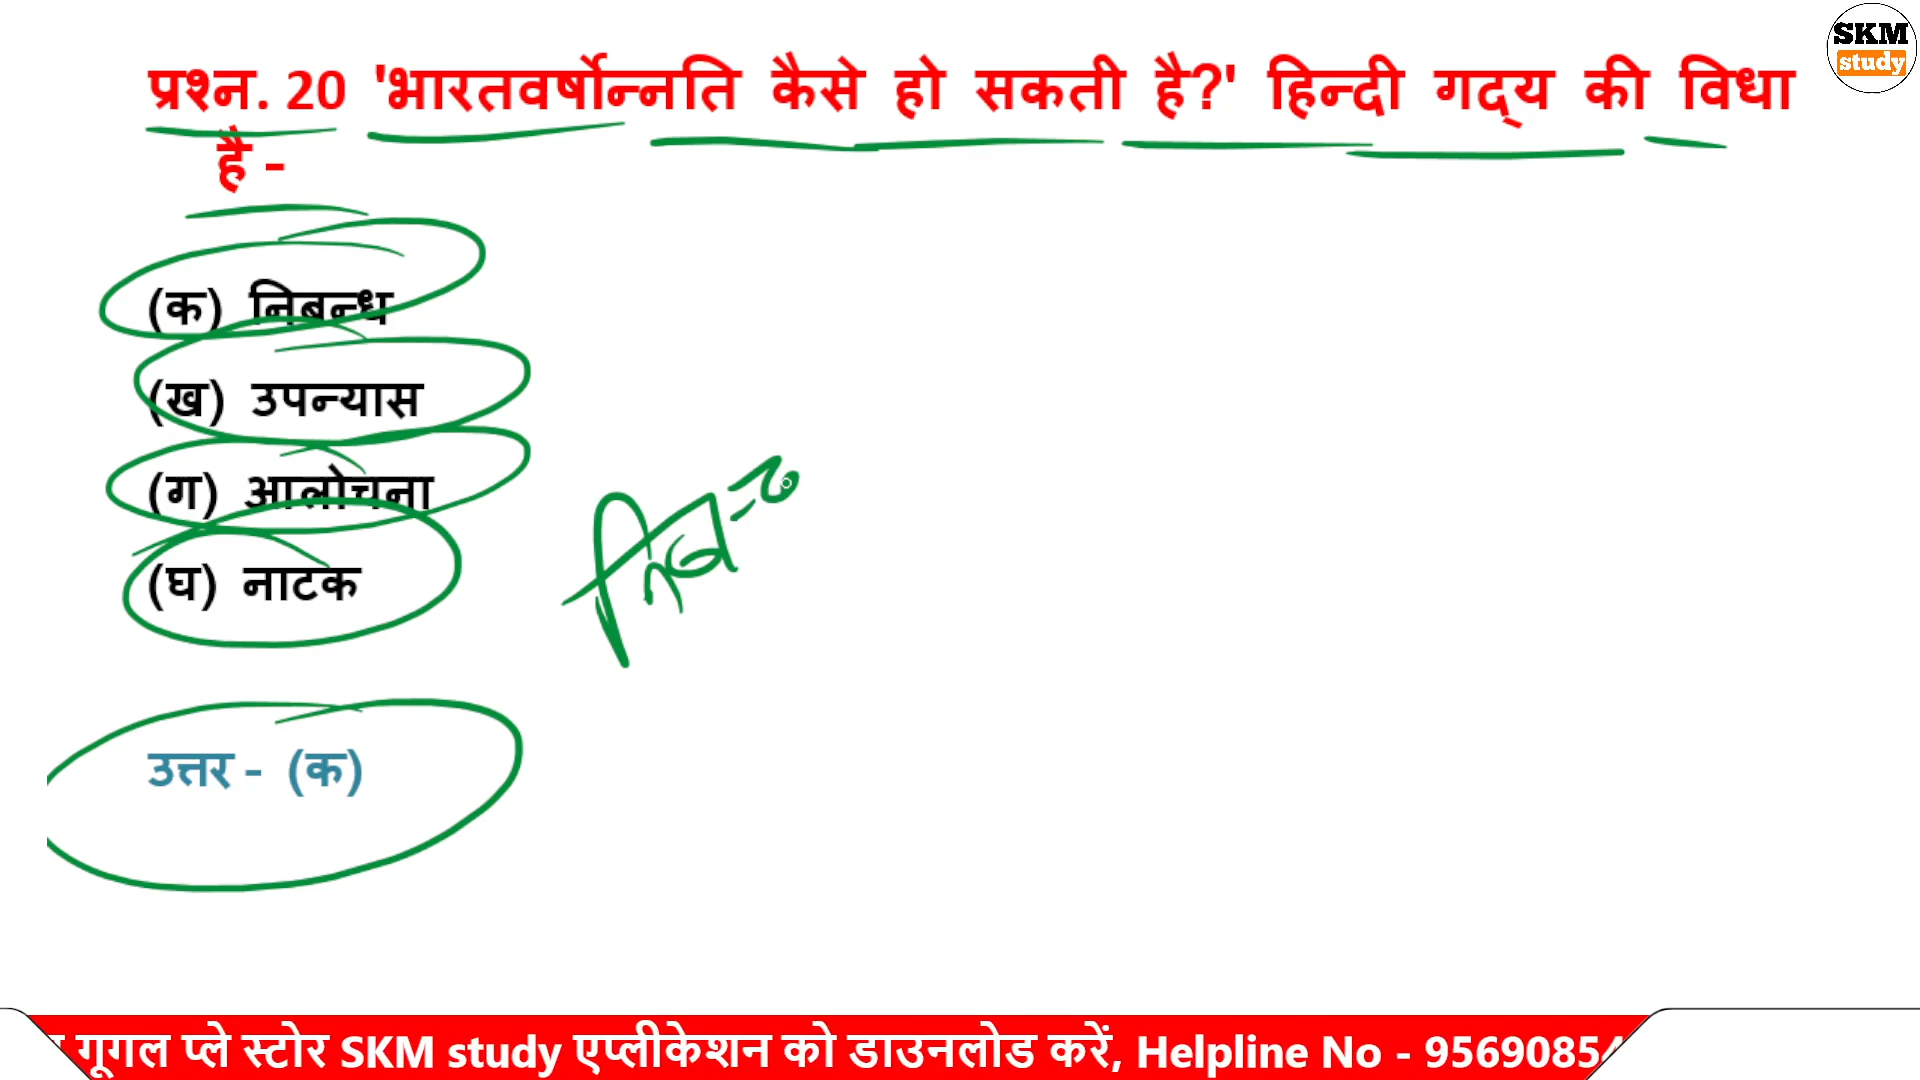 SKM
study
प्रश्न. 20 'भारतवर्षोन्नति कैसे हो सकती है?' हिन्दी गद्य की विधा
है -
(क) निबन्ध
(ख) उपन्यास
(ग) आलोचना
(घ) नाटक
उत्तर - (क)
गूगल प्ले स्टोर SKM study एप्लीकेशन को डाउनलोड करें, Helpline No - 9569085